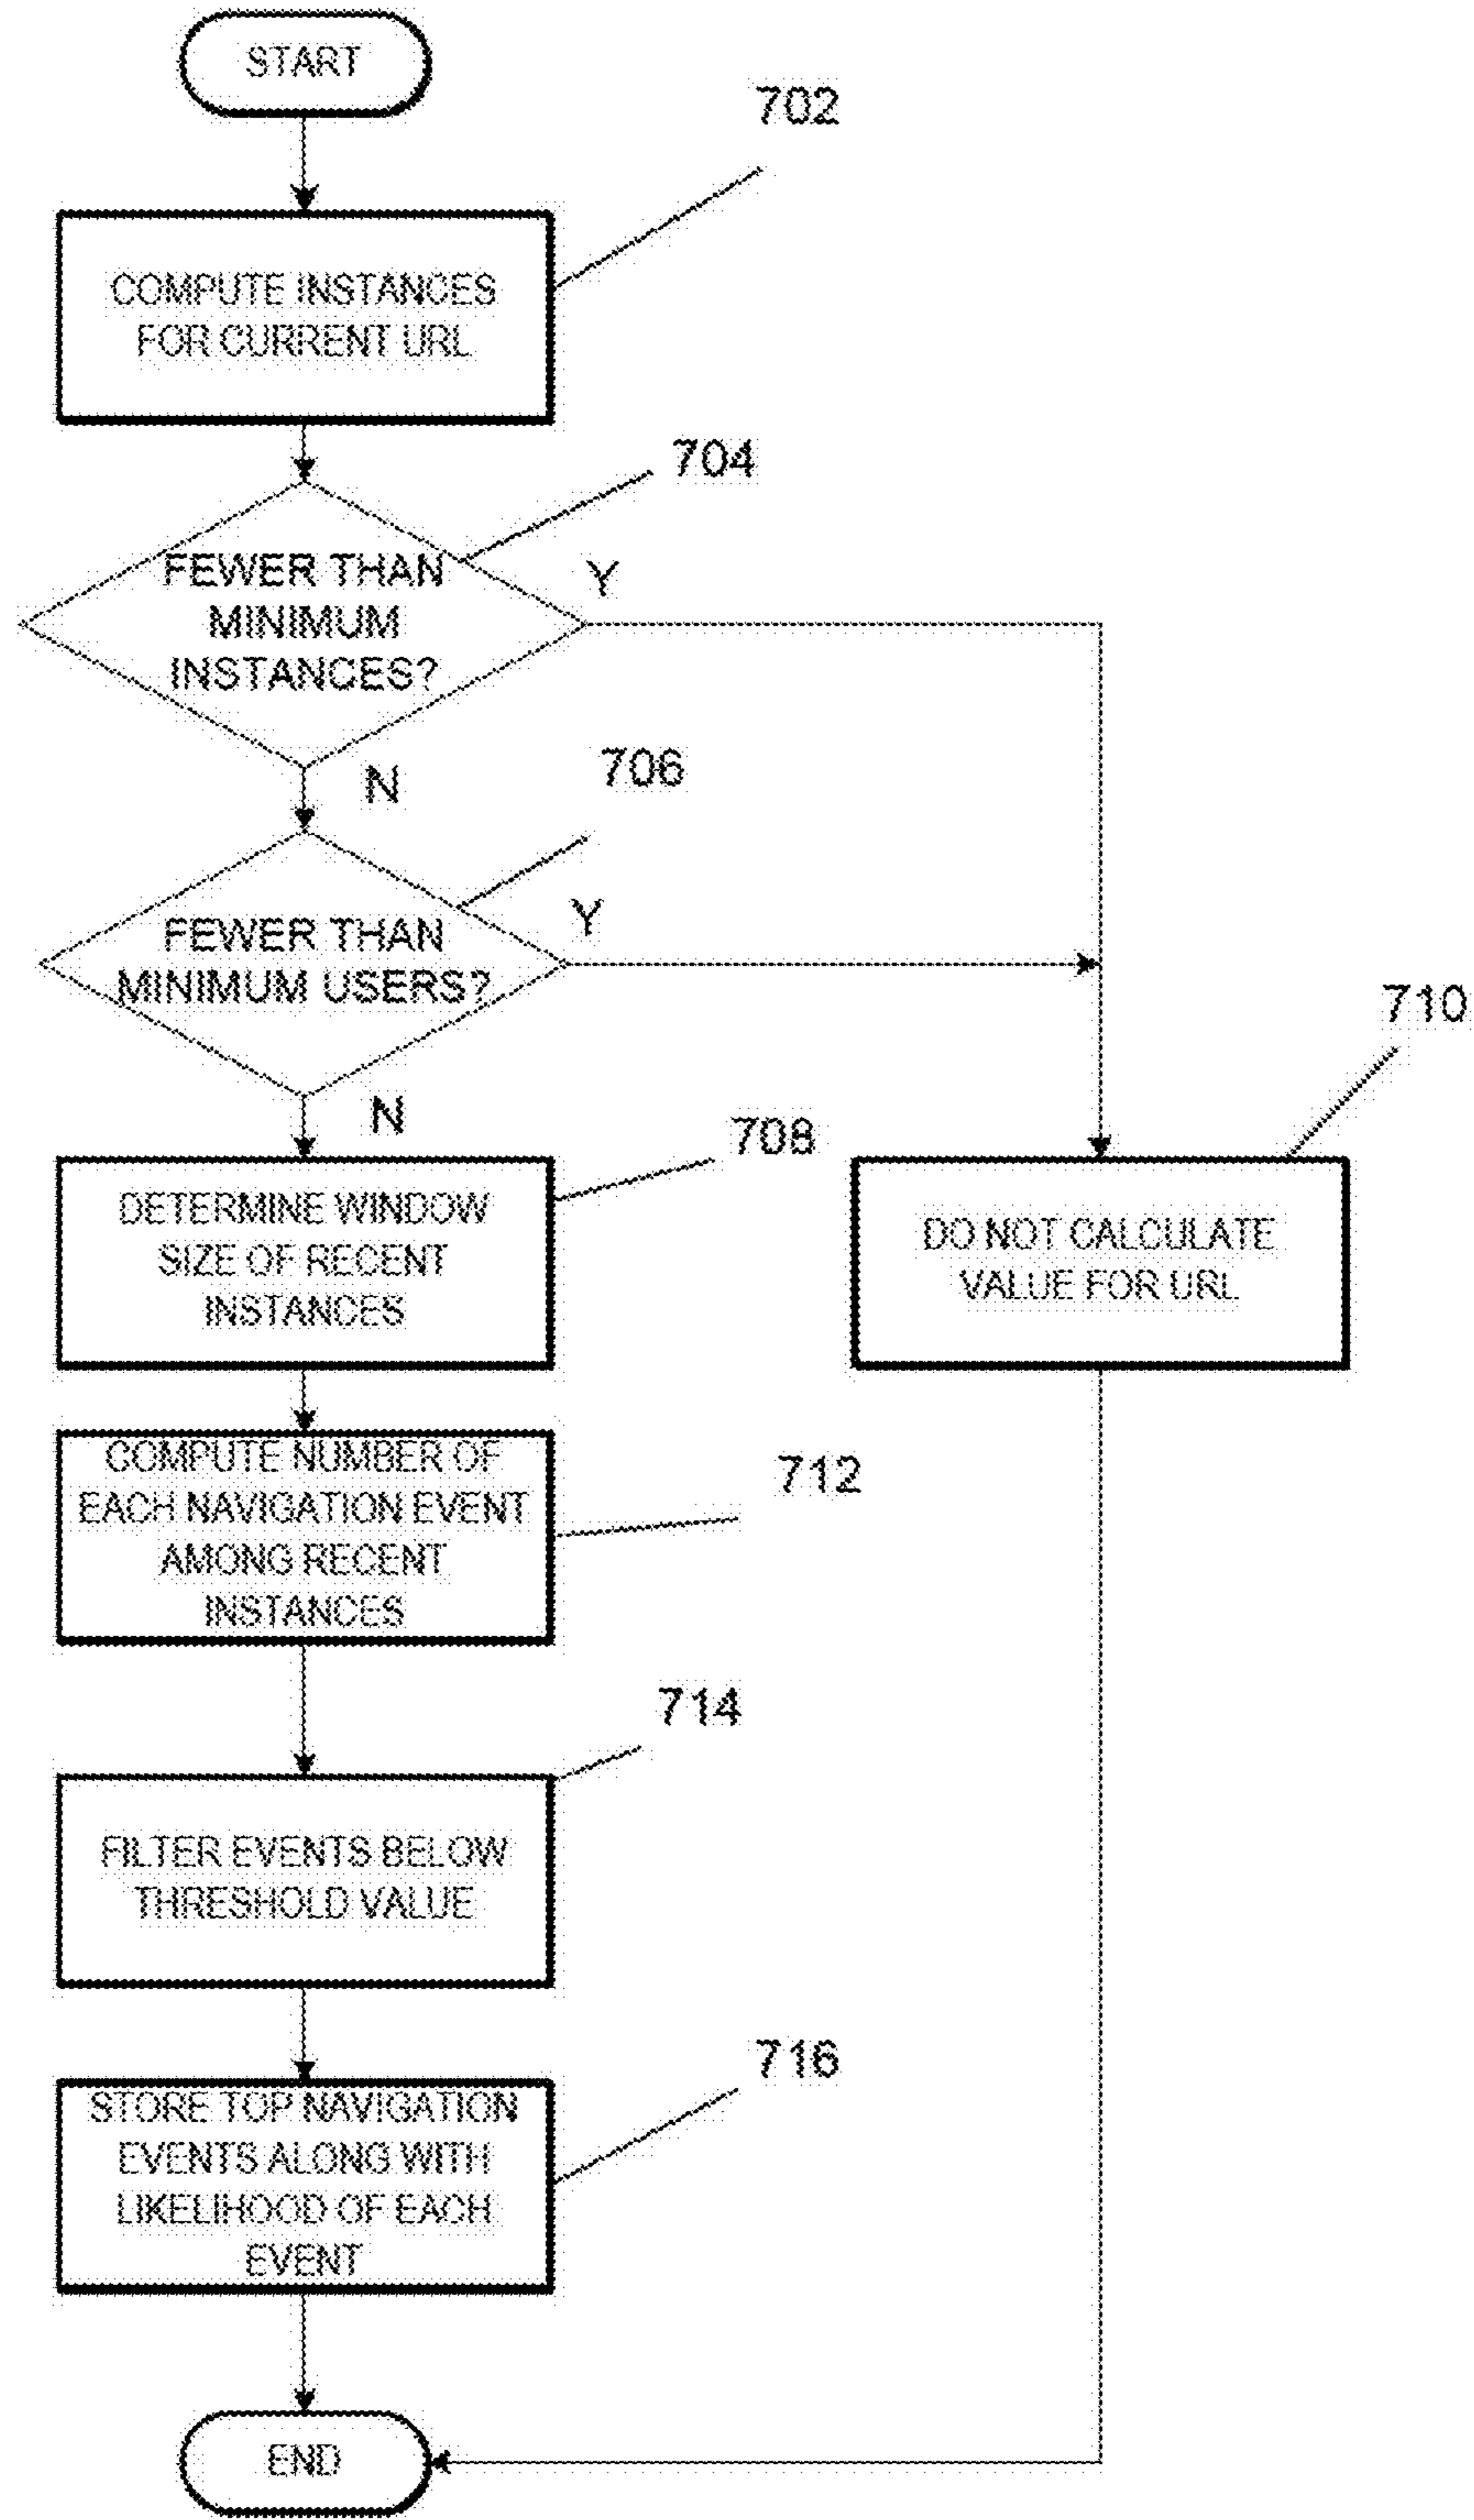 START
702
COMPUTE INSTANCES
FOR CURRENT URL
704
FEWER THAN
MINIMUM
INSTANCES?
Y
N
706
FEWER THAN
MINIMUM USERS?
Y
N
708
DETERMINE WINDOW
SIZE OF RECENT
INSTANCES
710
DO NOT CALCULATE
VALUE FOR URL
COMPUTE NUMBER OF
EACH NAVIGATION EVENT
AMONG RECENT
INSTANCES
712
714
FILTER EVENTS BELOW
THRESHOLD VALUE
716
STORE TOP NAVIGATION
EVENTS ALONG WITH
LIKELIHOOD OF EACH
EVENT
END